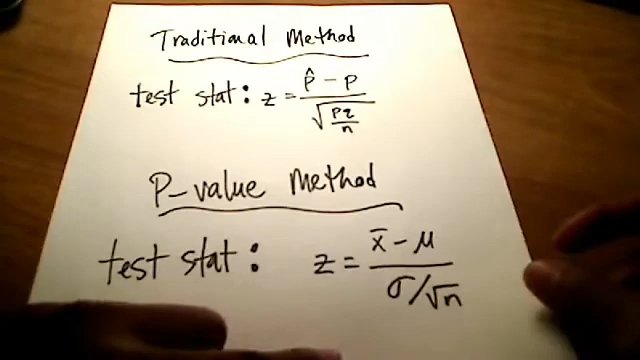 Traditional Method
test stat: z = p̂ - p / √(pq/n)
P-value Method
test stat: z = x̄ - μ / σ/√n